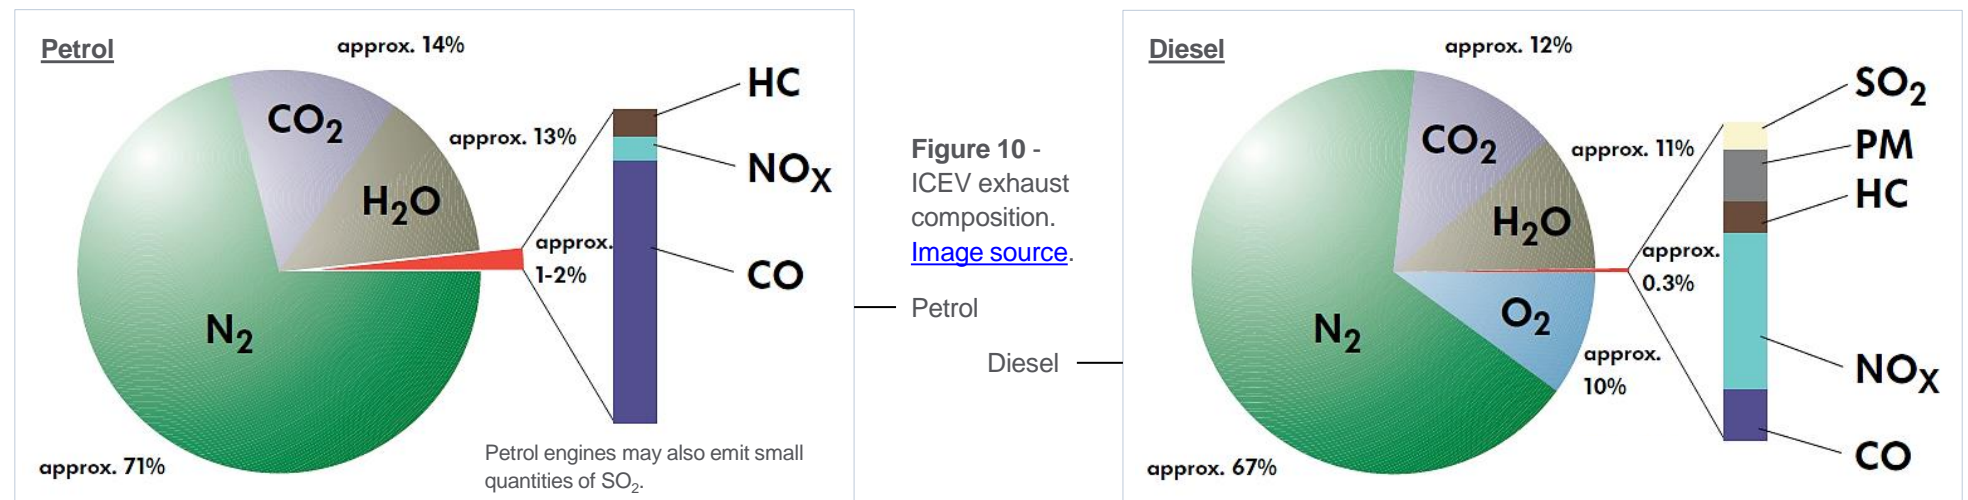 Petrol
approx. 14%
CO₂
approx. 13%
H₂O
approx.
1-2%
N₂
approx. 71%
HC
NOX
CO
Petrol engines may also emit small
quantities of SO₂.
Figure 10 -
ICEV exhaust
composition.
Image source.
Petrol
Diesel
Diesel
approx. 12%
CO₂
approx. 11%
H₂O
approx.
0.3%
O₂
approx.
10%
N₂
approx. 67%
SO₂
PM
HC
NOX
CO